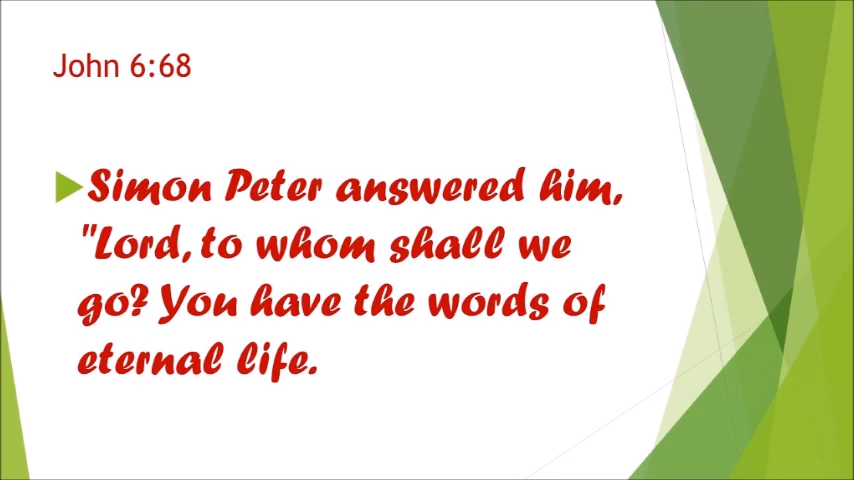 John 6:68
Simon Peter answered him,
"Lord, to whom shall we
go? You have the words of
eternal life.